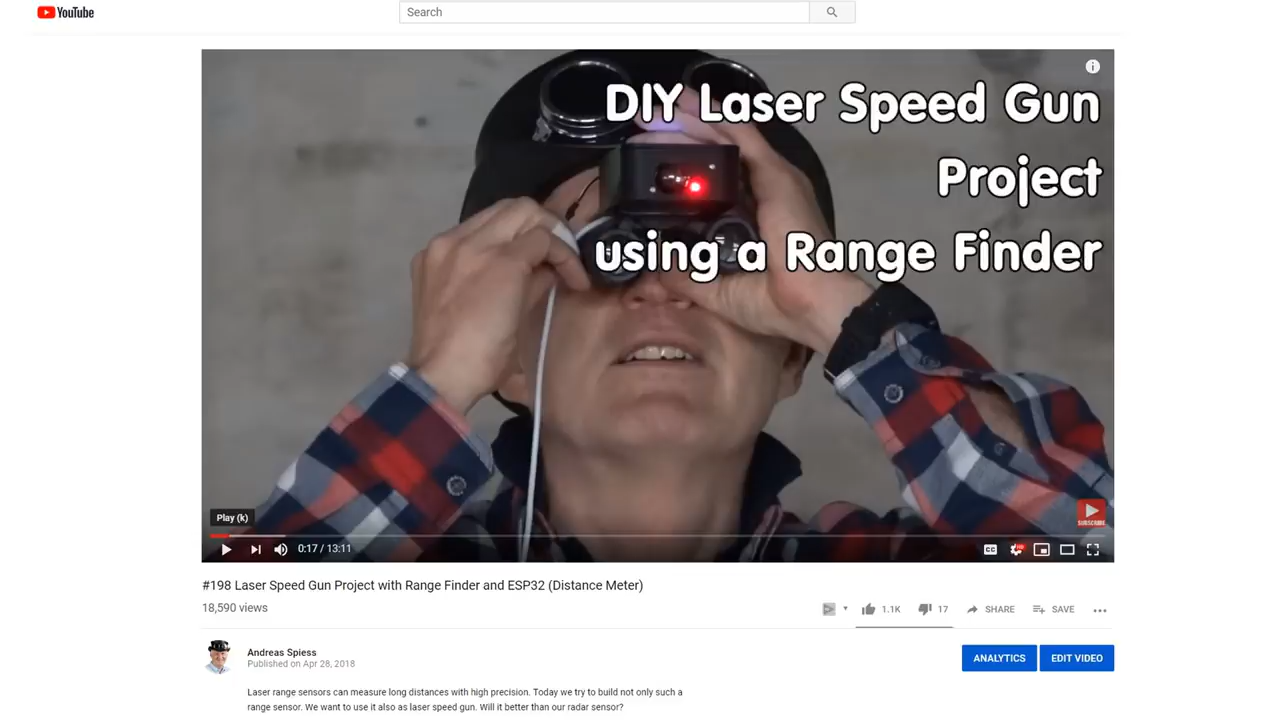 YouTube
Search
DIY Laser Speed Gun
Project
using a Range Finder
SUBSCRIBE
Play (k)
0:17 / 13:11
CC
HD
#198 Laser Speed Gun Project with Range Finder and ESP32 (Distance Meter)
18,590 views
1.1K
17
SHARE
SAVE
Andreas Spiess
Published on Apr 28, 2018
ANALYTICS
EDIT VIDEO
Laser range sensors can measure long distances with high precision. Today we try to build not only such a
range sensor. We want to use it also as laser speed gun. Will it better than our radar sensor?